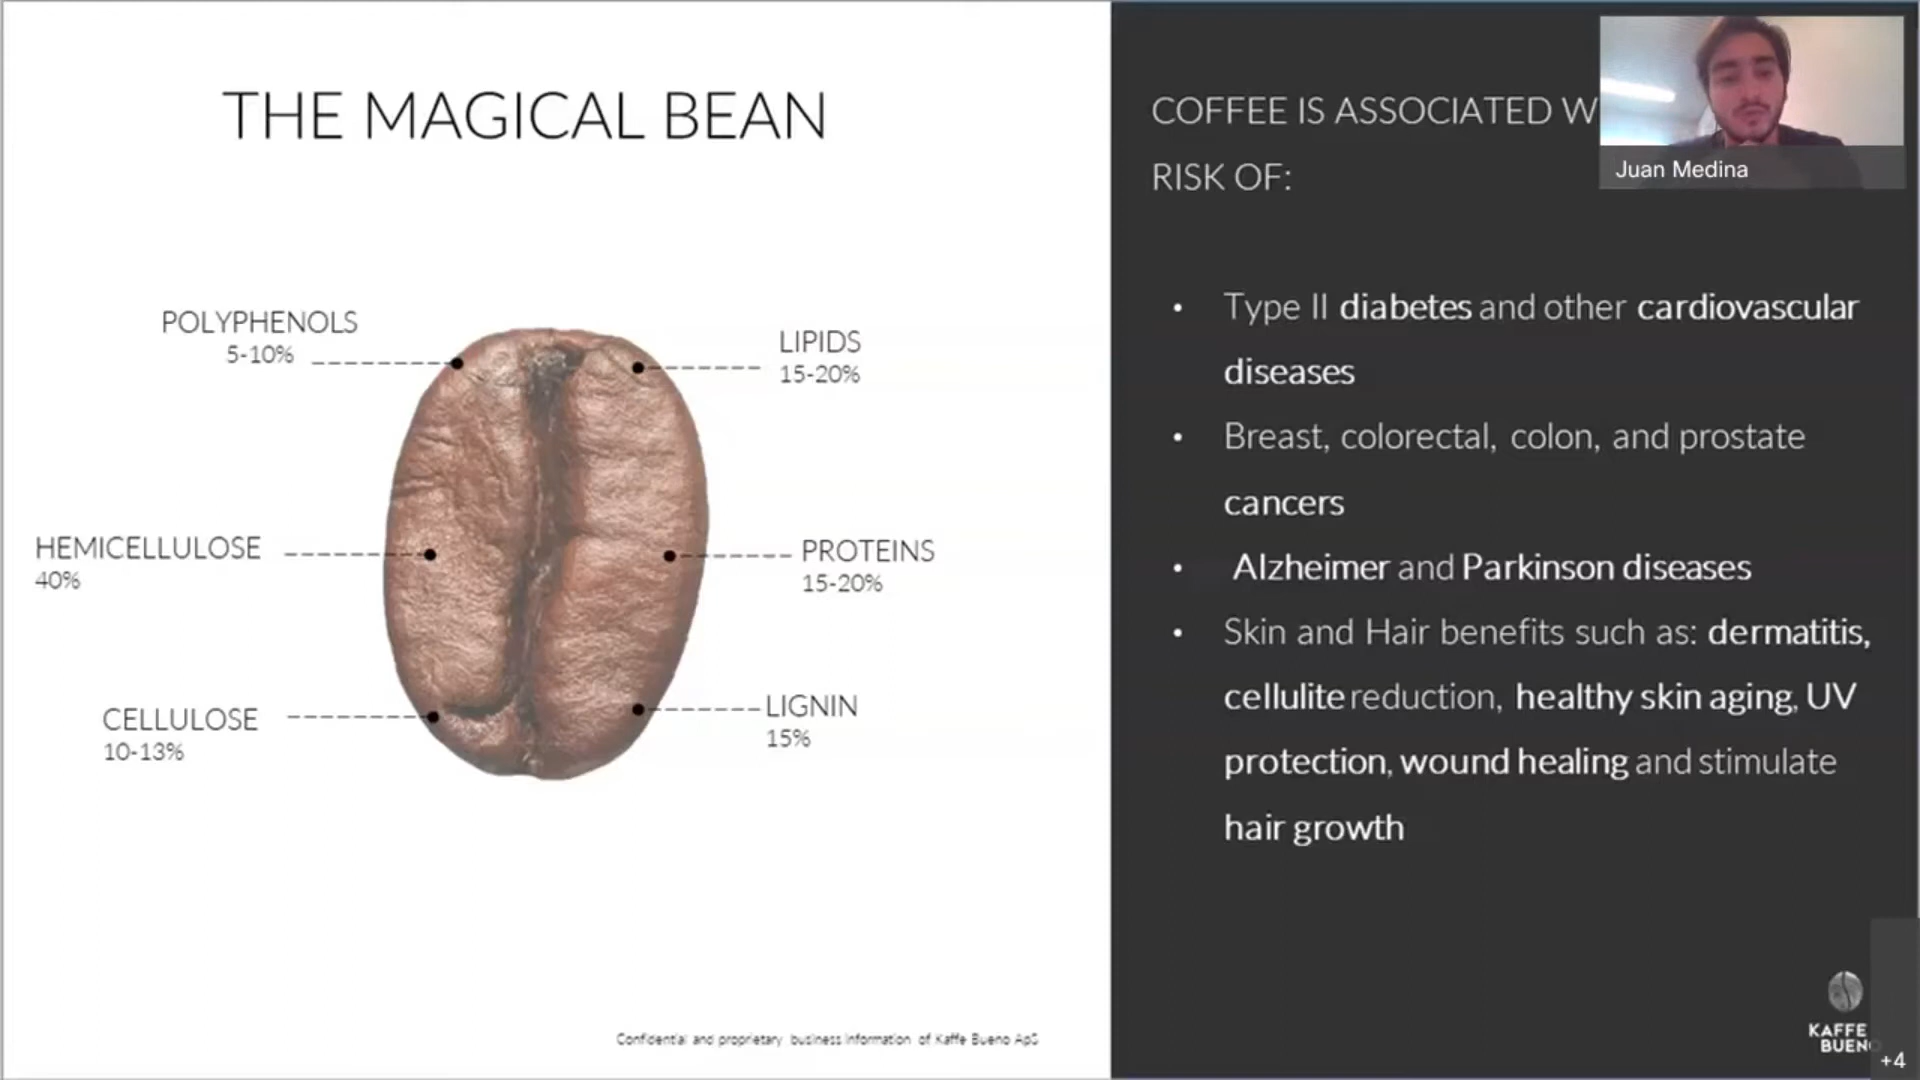 THE MAGICAL BEAN
POLYPHENOLS
5-10%
LIPIDS
15-20%
HEMICELLULOSE
40%
PROTEINS
15-20%
CELLULOSE
10-13%
LIGNIN
15%
Confidential and proprietary business information of Kaffe Bueno ApS
COFFEE IS ASSOCIATED W
RISK OF:
Juan Medina
• Type II diabetes and other cardiovascular
diseases
• Breast, colorectal, colon, and prostate
cancers
• Alzheimer and Parkinson diseases
• Skin and Hair benefits such as: dermatitis,
cellulite reduction, healthy skin aging, UV
protection, wound healing and stimulate
hair growth
KAFFE
BUENO
+4